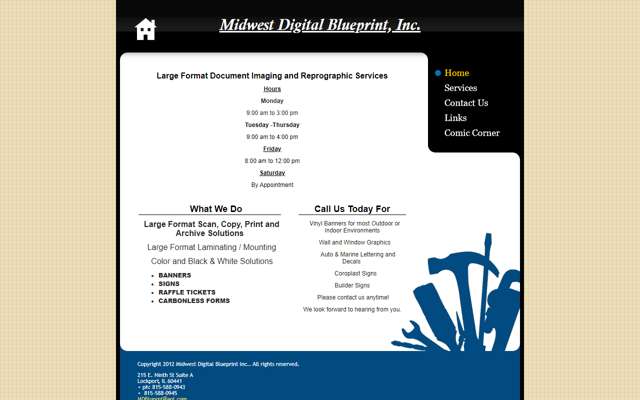 Midwest Digital Blueprint, Inc.
Home
Services
Contact Us
Links
Comic Corner
Large Format Document Imaging and Reprographic Services
Hours
Monday
9:00 am to 3:00 pm
Tuesday -Thursday
9:00 am to 4:00 pm
Friday
8:00 am to 12:00 pm
Saturday
By Appointment
What We Do
Large Format Scan, Copy, Print and
Archive Solutions
Large Format Laminating / Mounting
Color and Black & White Solutions
BANNERS
SIGNS
RAFFLE TICKETS
CARBONLESS FORMS
Call Us Today For
Vinyl Banners for most Outdoor or
Indoor Environments
Wall and Window Graphics
Auto & Marine Lettering and
Decals
Coroplast Signs
Builder Signs
Please contact us anytime!
We look forward to hearing from you.
Copyright 2012 Midwest Digital Blueprint Inc.. All rights reserved.
215 E. Ninth St Suite A
Lockport, IL 60441
ph: 815-588-0943
815-588-0945